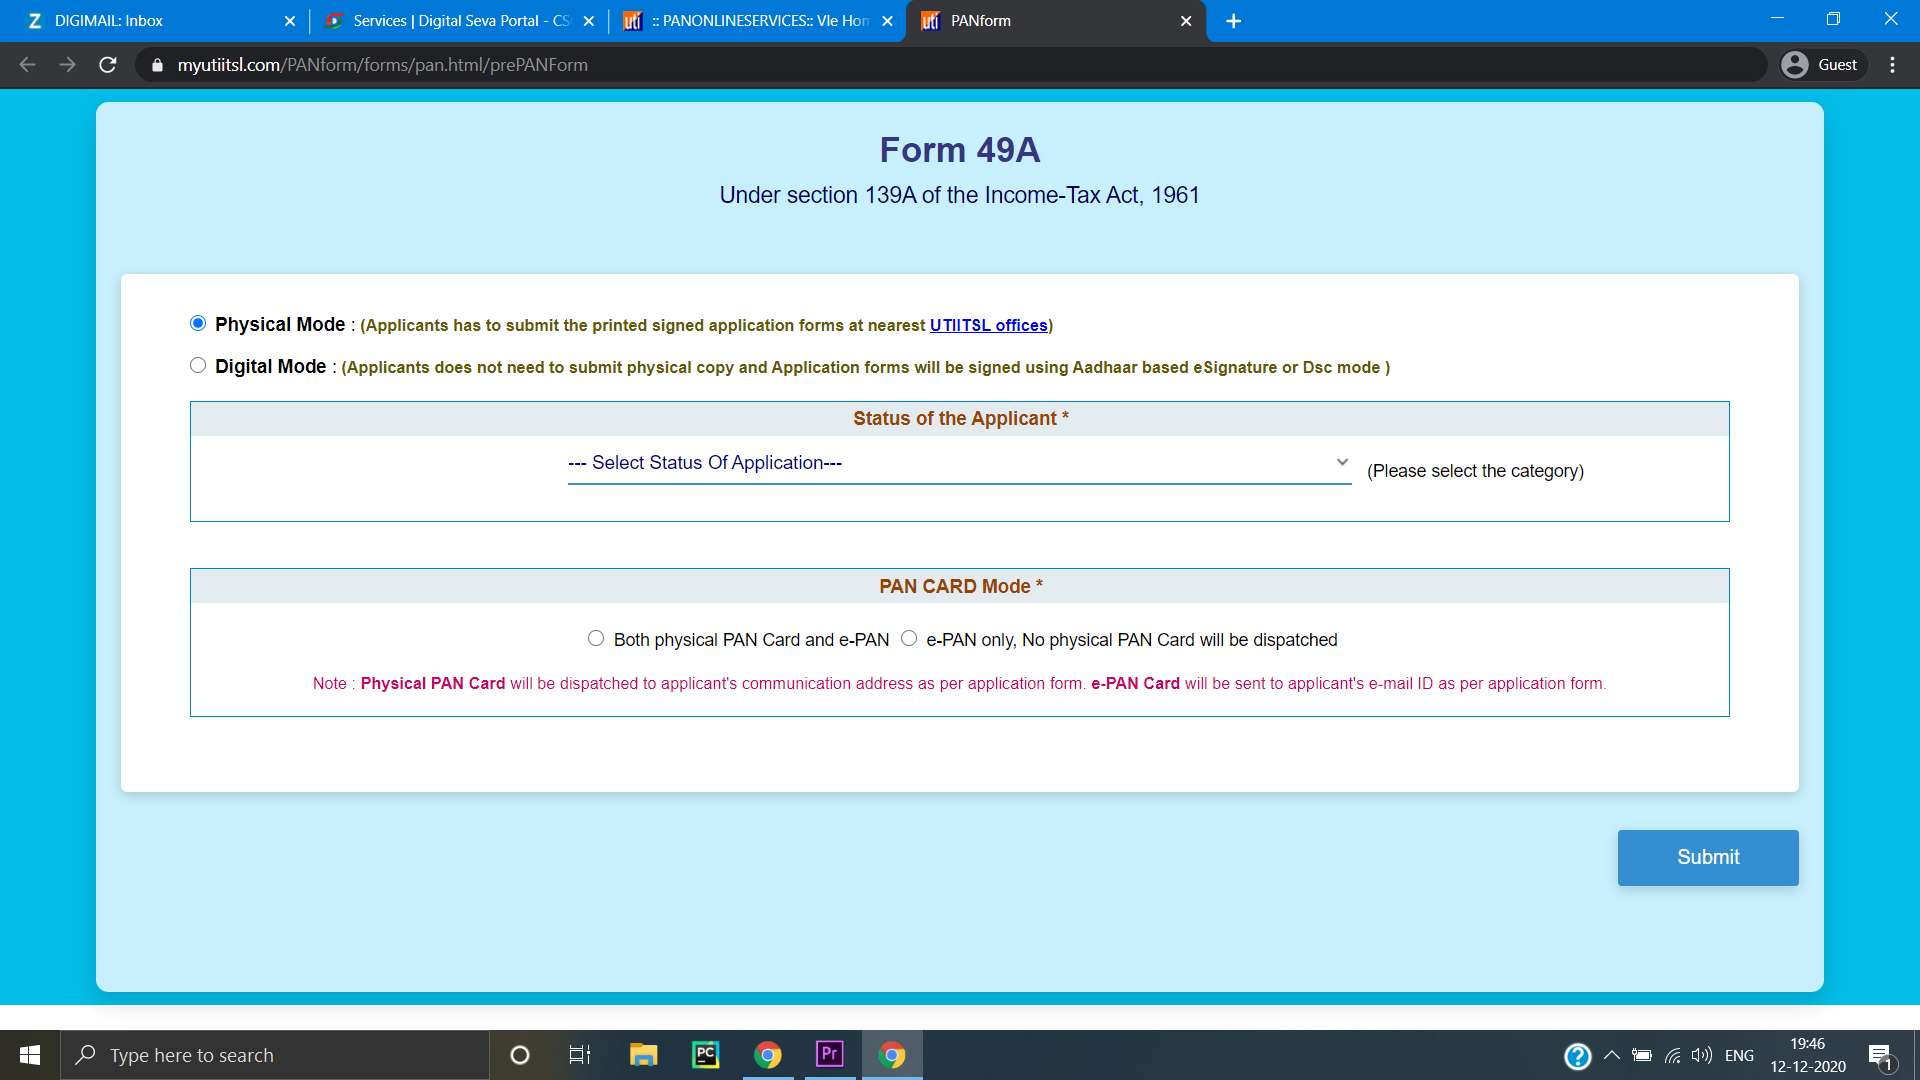 DIGIMAIL: Inbox
Services | Digital Seva Portal - CS
:: PANONLINESERVICES:: Vle Hom
PANform
myutiitsl.com/PANform/forms/pan.html/prePANForm
Guest
Form 49A
Under section 139A of the Income-Tax Act, 1961
Physical Mode : (Applicants has to submit the printed signed application forms at nearest UTIITSL offices)
Digital Mode : (Applicants does not need to submit physical copy and Application forms will be signed using Aadhaar based eSignature or Dsc mode )
Status of the Applicant *
--- Select Status Of Application---
(Please select the category)
PAN CARD Mode *
Both physical PAN Card and e-PAN
e-PAN only, No physical PAN Card will be dispatched
Note : Physical PAN Card will be dispatched to applicant's communication address as per application form. e-PAN Card will be sent to applicant's e-mail ID as per application form.
Submit
Type here to search
PC
Pr
ENG
19:46
12-12-2020
1